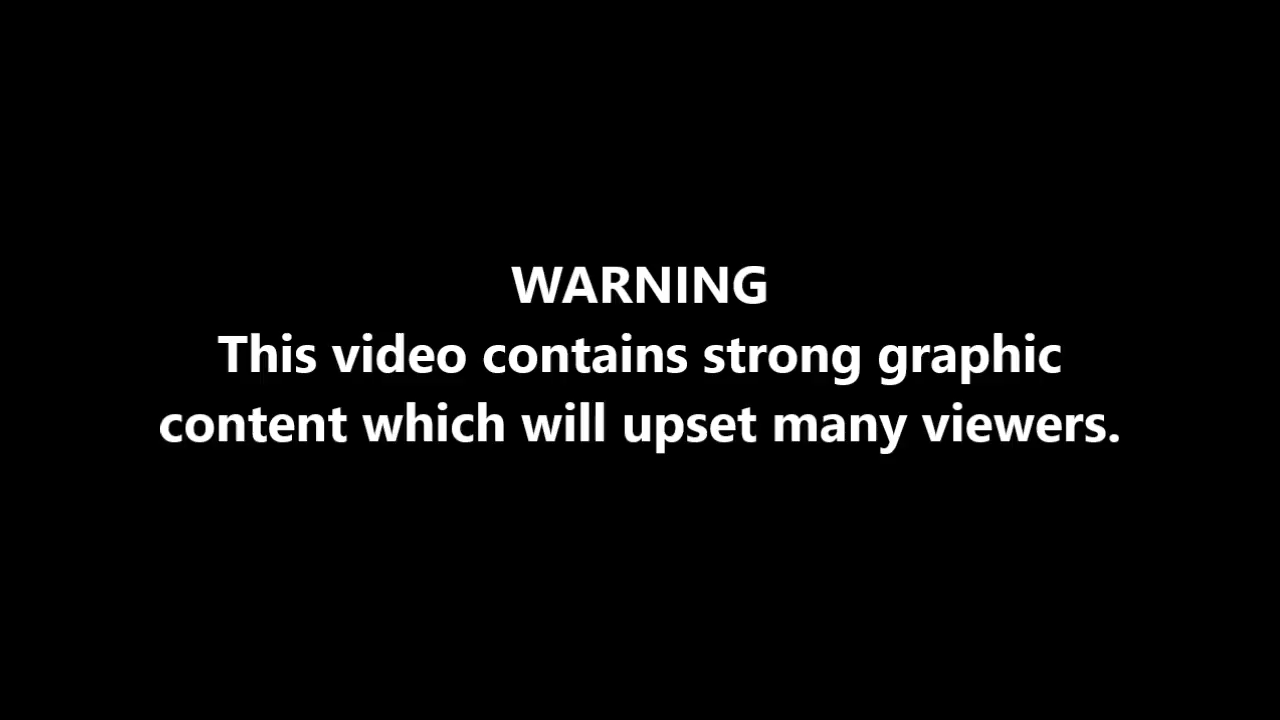 WARNING
This video contains strong graphic
content which will upset many viewers.